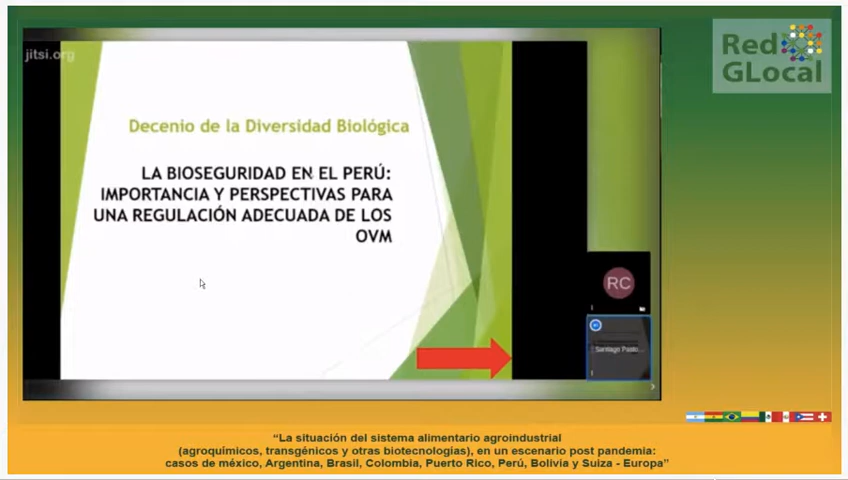 jitsi.org
Red
GLocal
Decenio de la Diversidad Biológica
LA BIOSEGURIDAD EN EL PERÚ:
IMPORTANCIA Y PERSPECTIVAS PARA
UNA REGULACIÓN ADECUADA DE LOS
OVM
RC
Santiago Pasto...
“La situación del sistema alimentario agroindustrial
(agroquímicos, transgénicos y otras biotecnologías), en un escenario post pandemia:
casos de méxico, Argentina, Brasil, Colombia, Puerto Rico, Perú, Bolivia y Suiza - Europa”